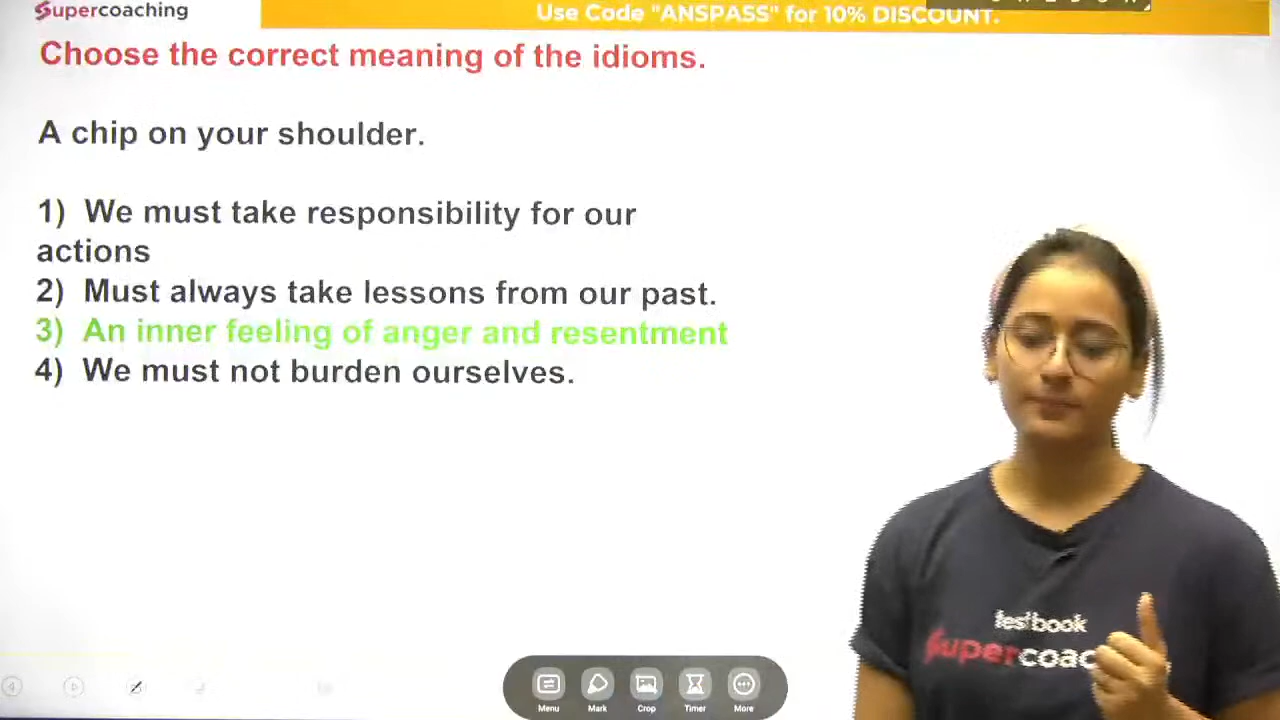 Supercoaching
Use Code "ANSPASS" for 10% DISCOUNT.
Choose the correct meaning of the idioms.
A chip on your shoulder.
1) We must take responsibility for our
actions
2) Must always take lessons from our past.
3) An inner feeling of anger and resentment
4) We must not burden ourselves.
testbook
Supercoac
Menu Mark Crop Timer More